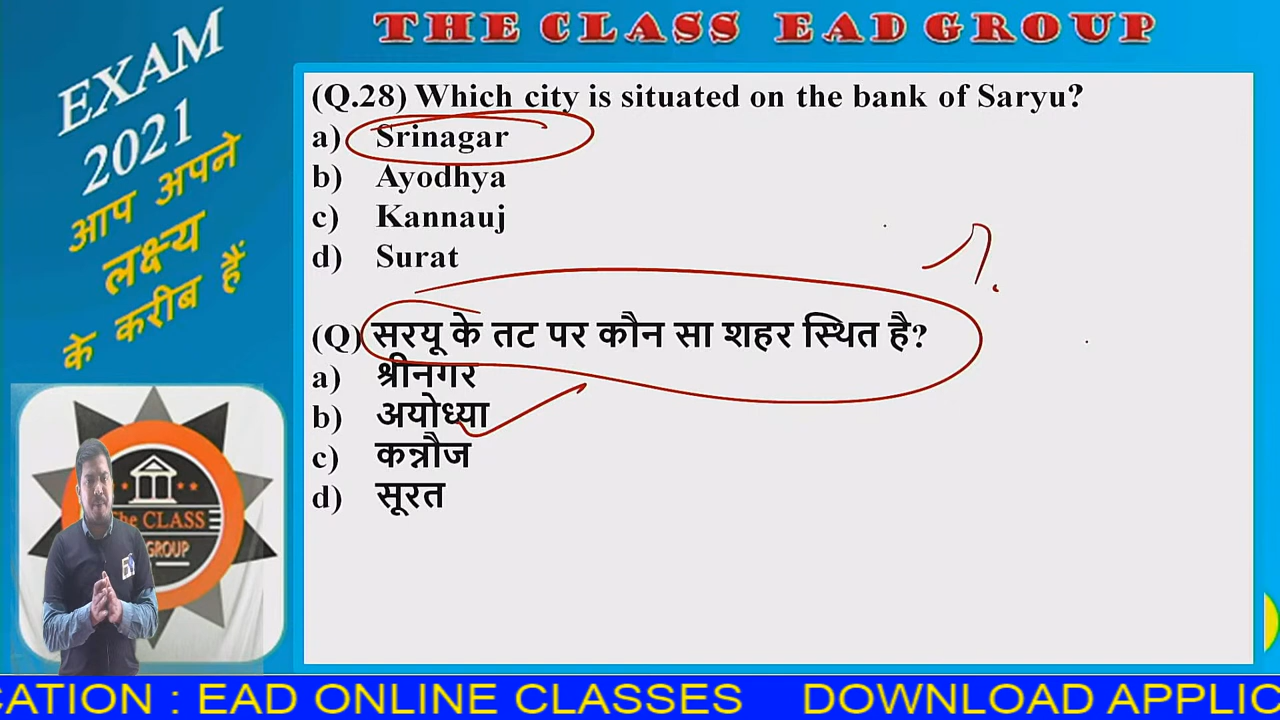 THE CLASS EAD GROUP
EXAM
2021
आप अपने
लक्ष्य
के करीब हैं
(Q.28) Which city is situated on the bank of Saryu?
a) Srinagar
b) Ayodhya
c) Kannauj
d) Surat
(Q) सरयू के तट पर कौन सा शहर स्थित है?
a) श्रीनगर
b) अयोध्या
c) कन्नौज
d) सूरत
The CLASS
GROUP
CATION : EAD ONLINE CLASSES DOWNLOAD APPLIC